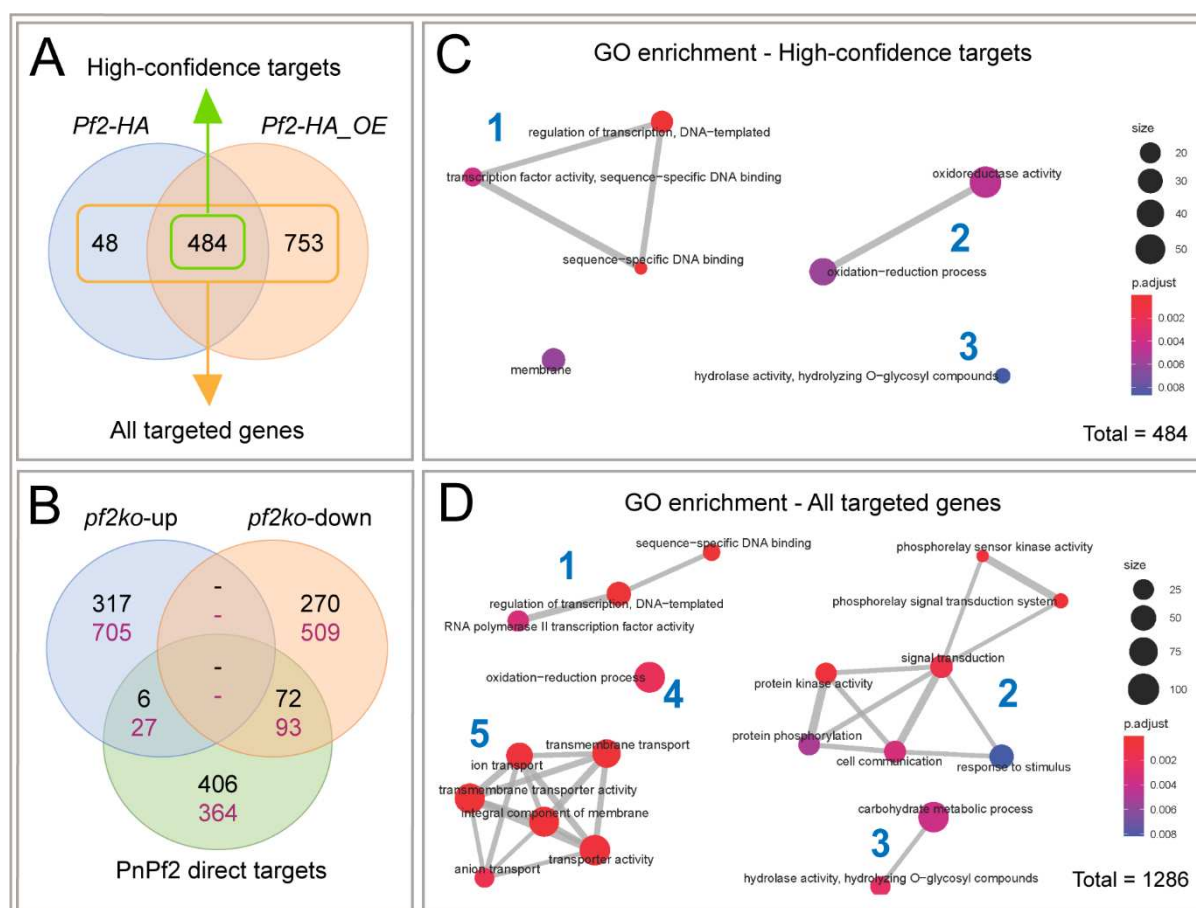 A
High-confidence targets
Pf2-HA
Pf2-HA_OE
48
484
753
All targeted genes
B
pf2ko-up
pf2ko-down
317
705
-
-
270
509
6
27
-
-
72
93
406
364
PnPf2 direct targets
C
GO enrichment - High-confidence targets
1
regulation of transcription, DNA-templated
transcription factor activity, sequence-specific DNA binding
sequence-specific DNA binding
oxidoreductase activity
2
oxidation-reduction process
membrane
3
hydrolase activity, hydrolyzing O-glycosyl compounds
size
20
30
40
50
p.adjust
0.002
0.004
0.006
0.008
Total = 484
D
GO enrichment - All targeted genes
sequence-specific DNA binding
1
regulation of transcription, DNA-templated
RNA polymerase II transcription factor activity
oxidation-reduction process
4
5
transmembrane transport
ion transport
transmembrane transporter activity
integral component of membrane
transporter activity
anion transport
phosphorelay sensor kinase activity
phosphorelay signal transduction system
signal transduction
protein kinase activity
2
protein phosphorylation
cell communication
response to stimulus
carbohydrate metabolic process
3
hydrolase activity, hydrolyzing O-glycosyl compounds
size
25
50
75
100
p.adjust
0.002
0.004
0.006
0.008
Total = 1286